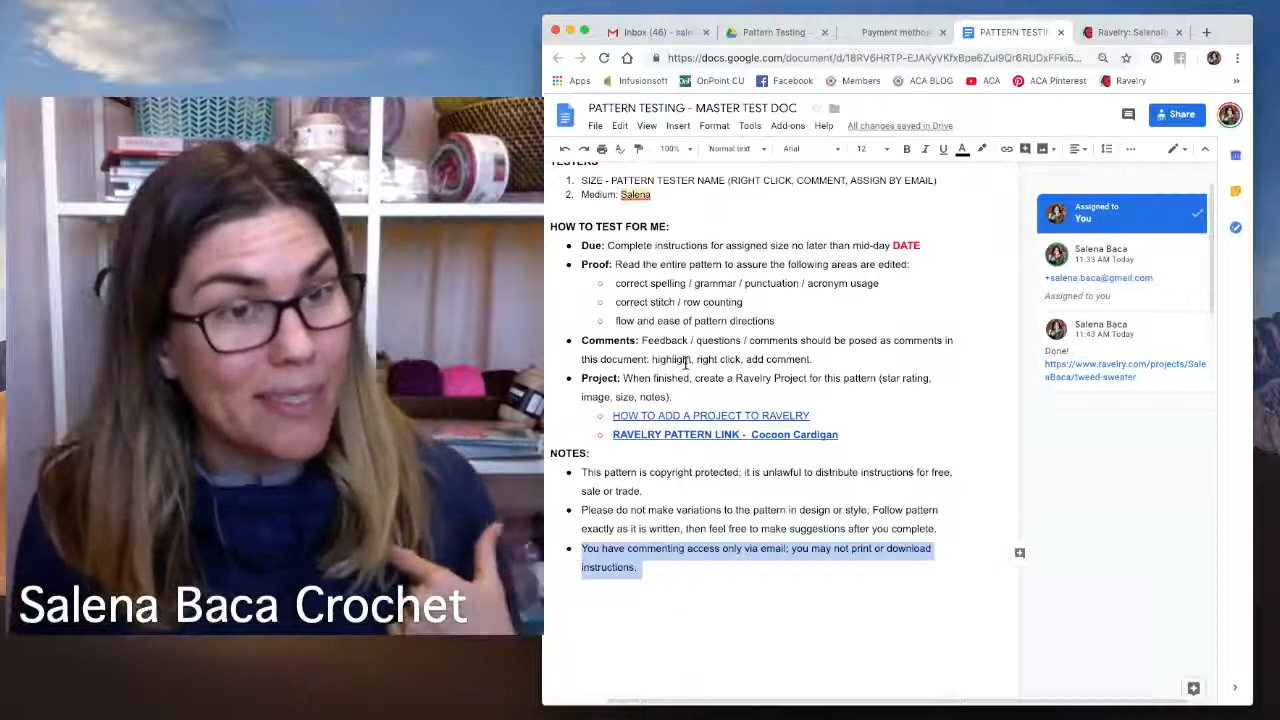 Inbox (46) - sale
Pattern Testing
Payment metho
PATTERN TESTI
Ravelry: Salena
https://docs.google.com/document/d/
Apps
Infusionsoft
OnPoint CU
Facebook
Members
ACA BLOG
ACA
ACA Pinterest
Ravelry
»
PATTERN TESTING - MASTER TEST DOC
File Edit View Insert Format Tools Add-ons Help All changes saved in Drive
Share
100% Normal text Arial 12 B I U A
TESTERS
1. SIZE - PATTERN TESTER NAME (RIGHT CLICK, COMMENT, ASSIGN BY EMAIL)
2. Medium: Salena
HOW TO TEST FOR ME:
● Due: Complete instructions for assigned size no later than mid-day DATE
● Proof: Read the entire pattern to assure the following areas are edited:
○ correct spelling / grammar / punctuation / acronym usage
○ correct stitch / row counting
○ flow and ease of pattern directions
● Comments: Feedback / questions / comments should be posed as comments in
this document: highlight, right click, add comment.
● Project: When finished, create a Ravelry Project for this pattern (star rating,
image, size, notes).
○ HOW TO ADD A PROJECT TO RAVELRY
○ RAVELRY PATTERN LINK - Cocoon Cardigan
NOTES:
● This pattern is copyright protected; it is unlawful to distribute instructions for free,
sale or trade.
● Please do not make variations to the pattern in design or style; Follow pattern
exactly as it is written, then feel free to make suggestions after you complete.
● You have commenting access only via email; you may not print or download
instructions.
Assigned to
You
Salena Baca
11:33 AM Today
+salena.baca@gmail.com
Assigned to you
Salena Baca
11:43 AM Today
Done!
https://www.ravelry.com/projects/Sale
naBaca/tweed-sweater
Salena Baca Crochet